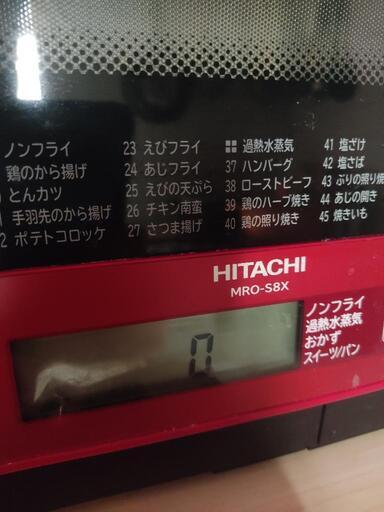 ノンフライ
鶏のから揚げ
とんカツ
手羽先のから揚げ
2 ポテトコロッケ
23 えびフライ
24 あじフライ
25 えびの天ぷら
26 チキン南蛮
27 さつま揚げ
過熱水蒸気
37 ハンバーグ
38 ローストビーフ
39 鶏のハーブ焼き
40 鶏の照り焼き
41 塩ざけ
42 塩さば
43 ぶりの照り焼
44 あじの開き
45 焼きいも
HITACHI
MRO-S8X
0
ノンフライ
過熱水蒸気
おかず
スイーツ/パン